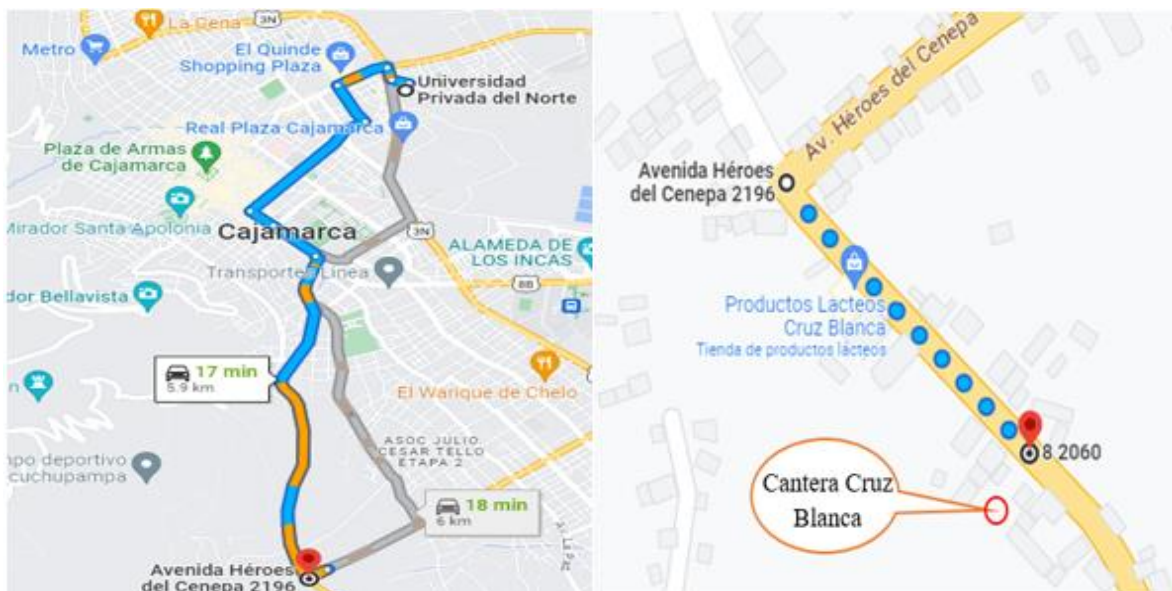 3N
La Cena
Metro
El Quinde
Shopping Plaza
Universidad
Privada del Norte
Real Plaza Cajamarca
Plaza de Armas
de Cajamarca
Mirador Santa Apolonia
Cajamarca
3N
ALAMEDA DE
LOS INCAS
Transportes Linea
8B
dor Bellavista
17 min
5.9 km
El Warique de Chelo
ASOC JULIO
CESAR TELLO
ETAPA 2
mpo deportivo
cuchupampa
18 min
6 km
J. La Paz
Avenida Héroes
del Cenepa 2196
Av. Héroes del Cenepa
Avenida Héroes
del Cenepa 2196
Productos Lacteos
Cruz Blanca
Tienda de productos lácteos
8 2060
Cantera Cruz
Blanca